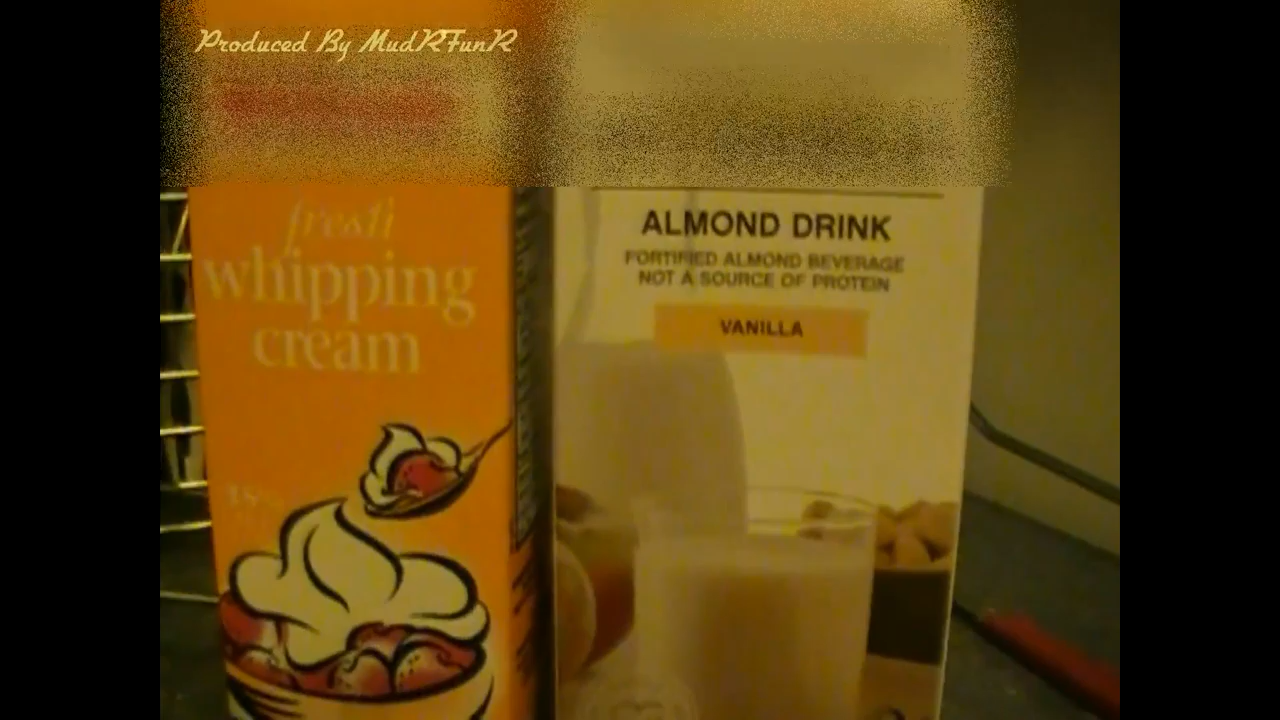 Produced By MudRFunR
fresh
whipping
cream
ALMOND DRINK
FORTIFIED ALMOND BEVERAGE
NOT A SOURCE OF PROTEIN
VANILLA